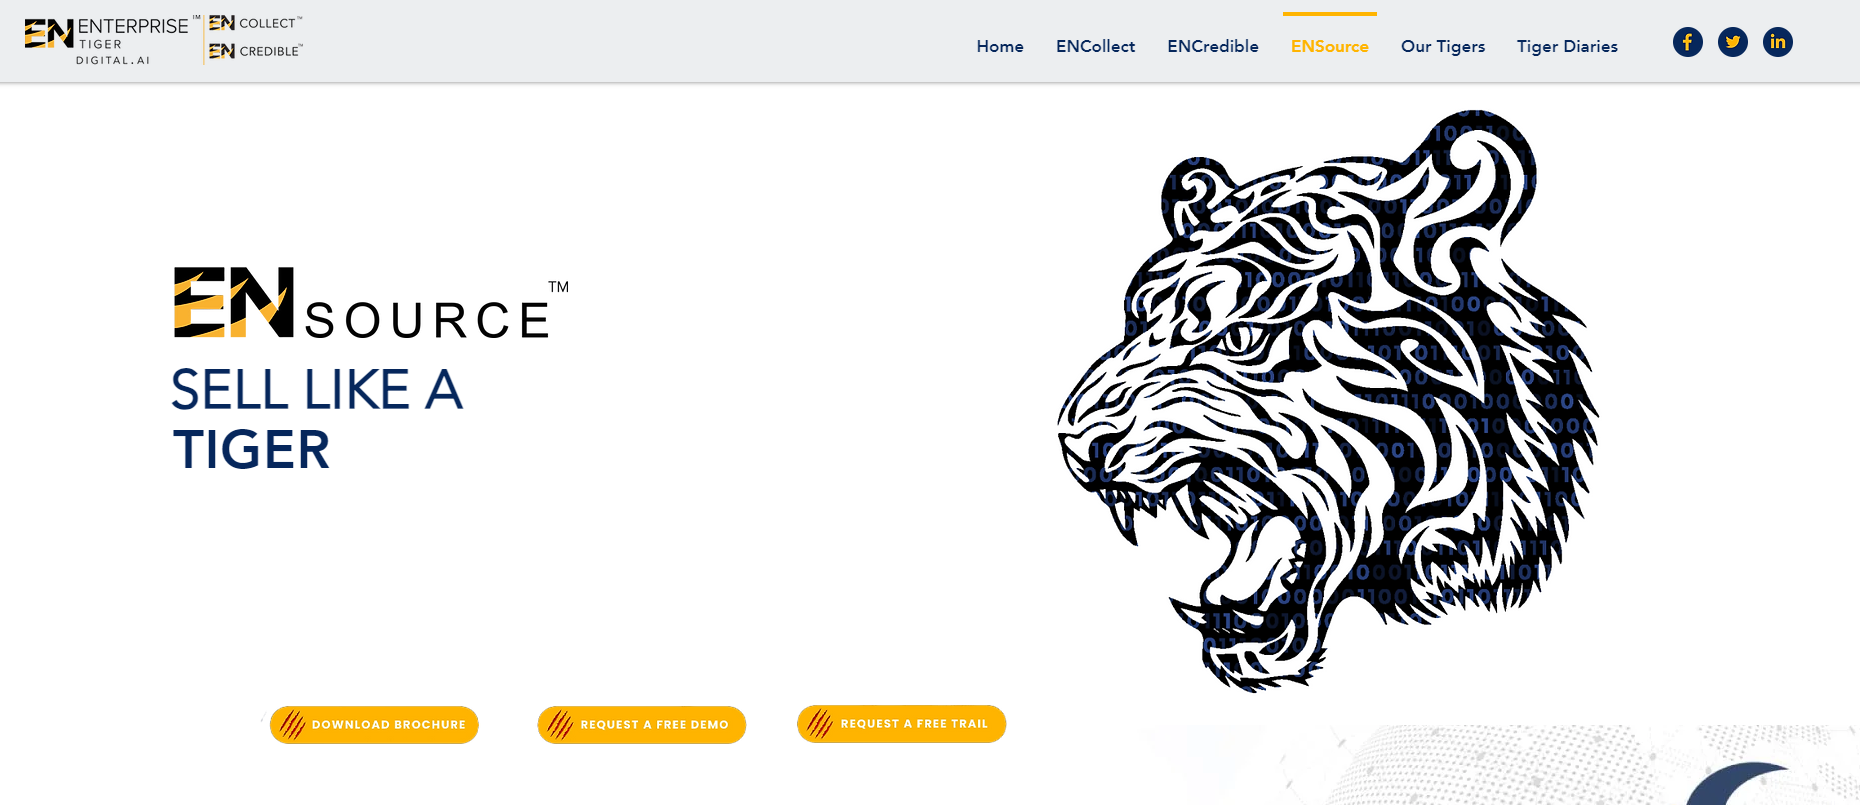 EN ENTERPRISE™
TIGER
DIGITAL.AI
EN COLLECT™
EN CREDIBLE™
Home
ENCollect
ENCredible
ENSource
Our Tigers
Tiger Diaries
EN SOURCE™
SELL LIKE A
TIGER
DOWNLOAD BROCHURE
REQUEST A FREE DEMO
REQUEST A FREE TRAIL